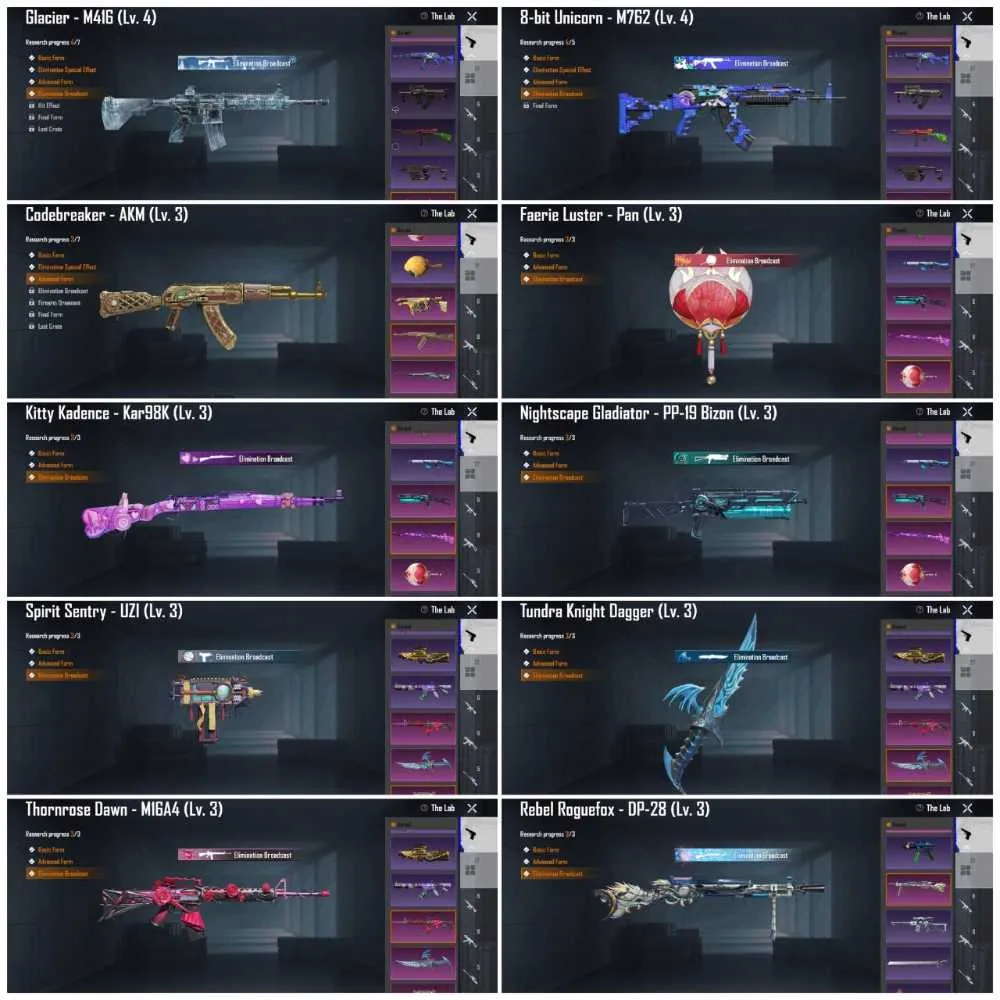 Glacier - M416 (Lv. 4)
The Lab
Research progress 4/7
Basic Form
Elimination Special Effect
Advanced Form
Elimination Broadcast
Hit Effect
Final Form
Loot Crate
Elimination Broadcast
8-bit Unicorn - M762 (Lv. 4)
The Lab
Research progress 4/5
Basic Form
Elimination Special Effect
Advanced Form
Elimination Broadcast
Final Form
Elimination Broadcast
Codebreaker - AKM (Lv. 3)
The Lab
Research progress 3/7
Basic Form
Elimination Special Effect
Advanced Form
Elimination Broadcast
Firearm Ornament
Final Form
Loot Crate
Faerie Luster - Pan (Lv. 3)
The Lab
Research progress 3/3
Basic Form
Advanced Form
Elimination Broadcast
Elimination Broadcast
Kitty Kadence - Kar98K (Lv. 3)
The Lab
Research progress 3/3
Basic Form
Advanced Form
Elimination Broadcast
Elimination Broadcast
Nightscape Gladiator - PP-19 Bizon (Lv. 3)
The Lab
Research progress 3/3
Basic Form
Advanced Form
Elimination Broadcast
Elimination Broadcast
Spirit Sentry - UZI (Lv. 3)
The Lab
Research progress 3/3
Basic Form
Advanced Form
Elimination Broadcast
Elimination Broadcast
Tundra Knight Dagger (Lv. 3)
The Lab
Research progress 3/3
Basic Form
Advanced Form
Elimination Broadcast
Elimination Broadcast
Thornrose Dawn - M16A4 (Lv. 3)
The Lab
Research progress 3/3
Basic Form
Advanced Form
Elimination Broadcast
Elimination Broadcast
Rebel Roguefox - DP-28 (Lv. 3)
The Lab
Research progress 3/3
Basic Form
Advanced Form
Elimination Broadcast
Elimination Broadcast